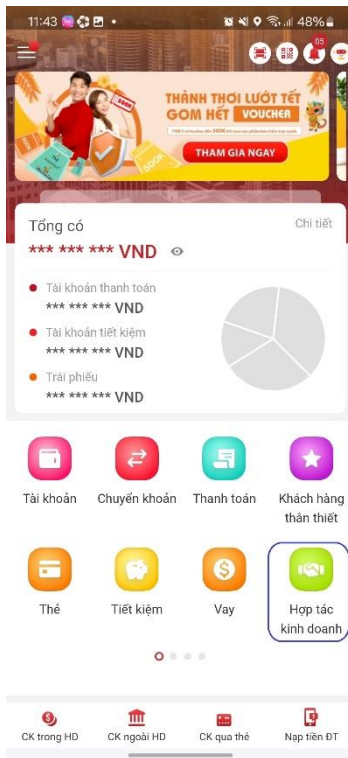 11:43
48%
05
THẢNH THƠI LƯỚT TẾT
GOM HẾT VOUCHER
THAM GIA NGAY
500K
Tổng có
Chi tiết
*** *** *** VND
Tài khoản thanh toán
*** *** *** VND
Tài khoản tiết kiệm
*** *** *** VND
Trái phiếu
*** *** *** VND
Tài khoản
Chuyển khoản
Thanh toán
Khách hàng
thân thiết
Thẻ
Tiết kiệm
Vay
Hợp tác
kinh doanh
CK trong HD
CK ngoài HD
CK qua thẻ
Nạp tiền ĐT